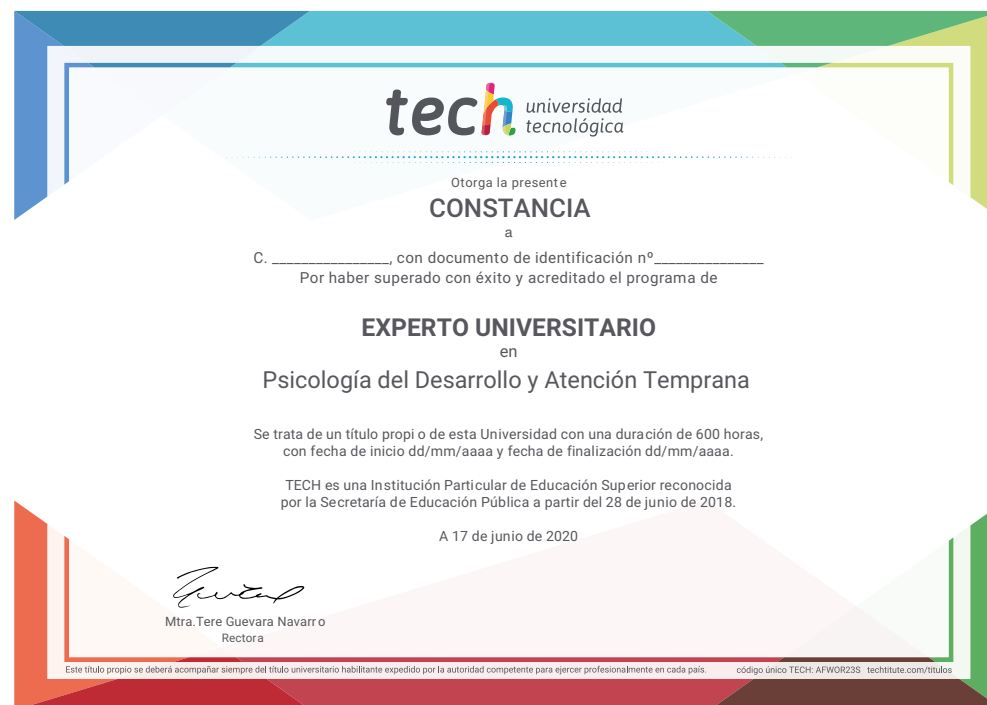 tech universidad
tecnológica
Otorga la presente
CONSTANCIA
a
C. ________________, con documento de identificación nº_______________
Por haber superado con éxito y acreditado el programa de
EXPERTO UNIVERSITARIO
en
Psicología del Desarrollo y Atención Temprana
Se trata de un título propi o de esta Universidad con una duración de 600 horas,
con fecha de inicio dd/mm/aaaa y fecha de finalización dd/mm/aaaa.
TECH es una Institución Particular de Educación Superior reconocida
por la Secretaría de Educación Pública a partir del 28 de junio de 2018.
A 17 de junio de 2020
Mtra.Tere Guevara Navarro
Rectora
Este título propio se deberá acompañar siempre del título universitario habilitante expedido por la autoridad competente para ejercer profesionalmente en cada país. código único TECH: AFWOR23S techtitute.com/titulos